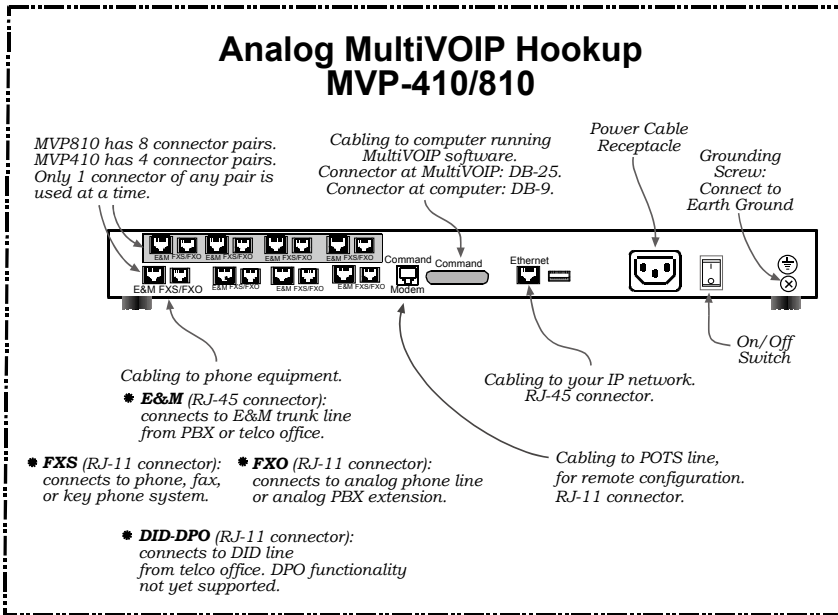 Analog MultiVOIP Hookup
MVP-410/810
MVP810 has 8 connector pairs.
MVP410 has 4 connector pairs.
Only 1 connector of any pair is
used at a time.
Cabling to computer running
MultiVOIP software.
Connector at MultiVOIP: DB-25.
Connector at computer: DB-9.
Power Cable
Receptacle
Grounding
Screw:
Connect to
Earth Ground
E&M FXS/FXO E&M FXS/FXO E&M FXS/FXO E&M FXS/FXO
E&M FXS/FXO E&M FXS/FXO E&M FXS/FXO E&M FXS/FXO
Command
Modem
Command
Ethernet
On/Off
Switch
Cabling to phone equipment.
E&M (RJ-45 connector):
connects to E&M trunk line
from PBX or telco office.
FXS (RJ-11 connector):
connects to phone, fax,
or key phone system.
FXO (RJ-11 connector):
connects to analog phone line
or analog PBX extension.
DID-DPO (RJ-11 connector):
connects to DID line
from telco office. DPO functionality
not yet supported.
Cabling to your IP network.
RJ-45 connector.
Cabling to POTS line,
for remote configuration.
RJ-11 connector.